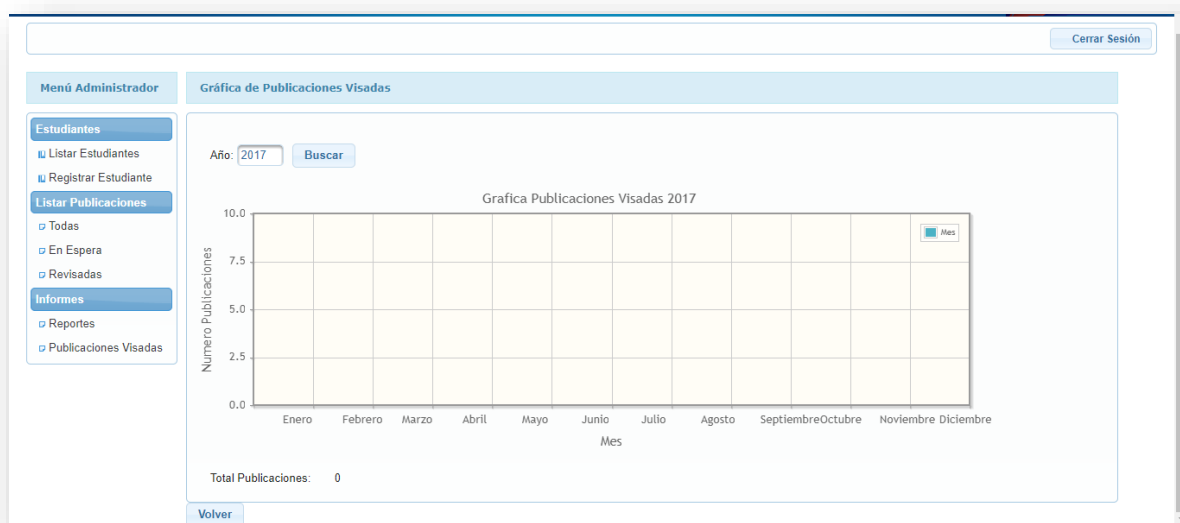 Cerrar Sesión
Menú Administrador
Gráfica de Publicaciones Visadas
Estudiantes
Listar Estudiantes
Registrar Estudiante
Listar Publicaciones
Todas
En Espera
Revisadas
Informes
Reportes
Publicaciones Visadas
Año: 2017 Buscar
Grafica Publicaciones Visadas 2017
Mes
Numero Publicaciones
10.0
7.5
5.0
2.5
0.0
Enero Febrero Marzo Abril Mayo Junio Julio Agosto Septiembre Octubre Noviembre Diciembre
Mes
Total Publicaciones: 0
Volver